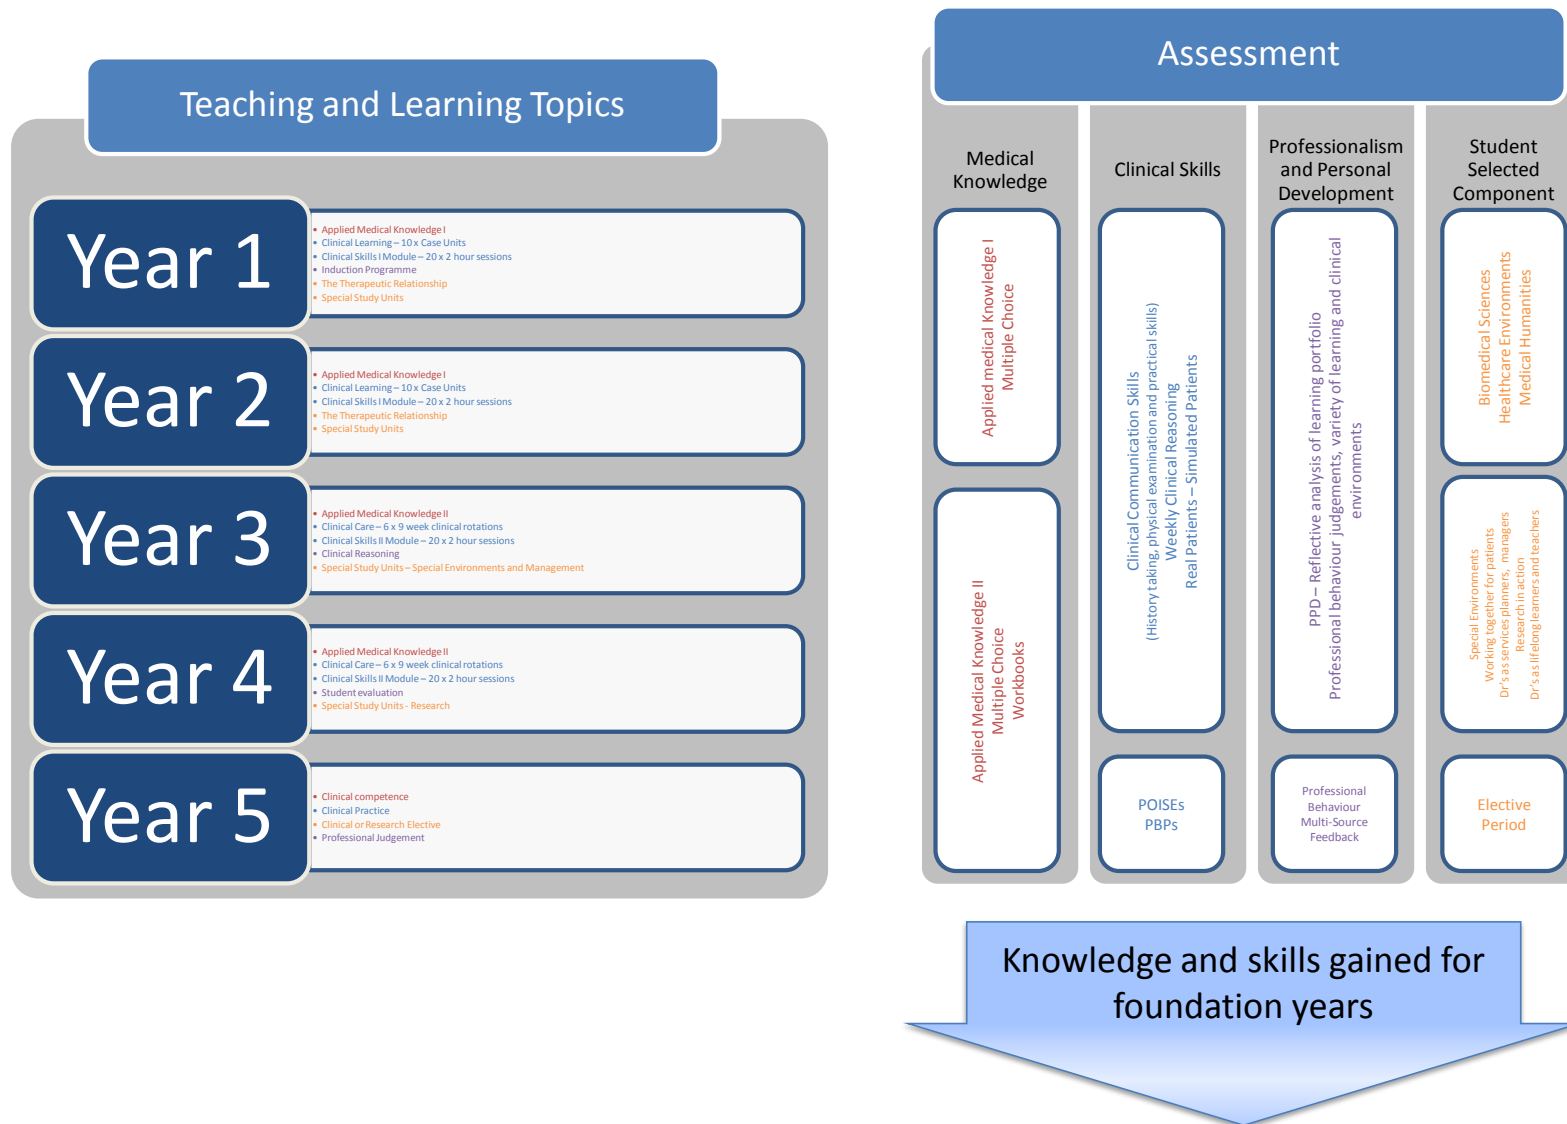 Teaching and Learning Topics
Year 1
• Applied Medical Knowledge I
• Clinical Learning – 10 x Case Units
• Clinical Skills I Module – 20 x 2 hour sessions
• Induction Programme
• The Therapeutic Relationship
• Special Study Units
Year 2
• Applied Medical Knowledge I
• Clinical Learning – 10 x Case Units
• Clinical Skills I Module – 20 x 2 hour sessions
• The Therapeutic Relationship
• Special Study Units
Year 3
• Applied Medical Knowledge II
• Clinical Care – 6 x 9 week clinical rotations
• Clinical Skills II Module – 20 x 2 hour sessions
• Clinical Reasoning
• Special Study Units – Special Environments and Management
Year 4
• Applied Medical Knowledge II
• Clinical Care – 6 x 9 week clinical rotations
• Clinical Skills II Module – 20 x 2 hour sessions
• Student evaluation
• Special Study Units - Research
Year 5
• Clinical competence
• Clinical Practice
• Clinical or Research Elective
• Professional Judgement
Assessment
Medical
Knowledge
Applied medical Knowledge I
Multiple Choice
Applied Medical Knowledge II
Multiple Choice
Workbooks
Clinical Skills
Clinical Communication Skills
(History taking, physical examination and practical skills)
Weekly Clinical Reasoning
Real Patients – Simulated Patients
POISEs
PBPs
Professionalism
and Personal
Development
PPD – Reflective analysis of learning portfolio
Professional behaviour judgements, variety of learning and clinical
environments
Professional
Behaviour
Multi-Source
Feedback
Student
Selected
Component
Biomedical Sciences
Healthcare Environments
Medical Humanities
Special Environments
Working together for patients
Dr's as services planners, managers
Research in action
Dr's as lifelong learners and teachers
Elective
Period
Knowledge and skills gained for
foundation years